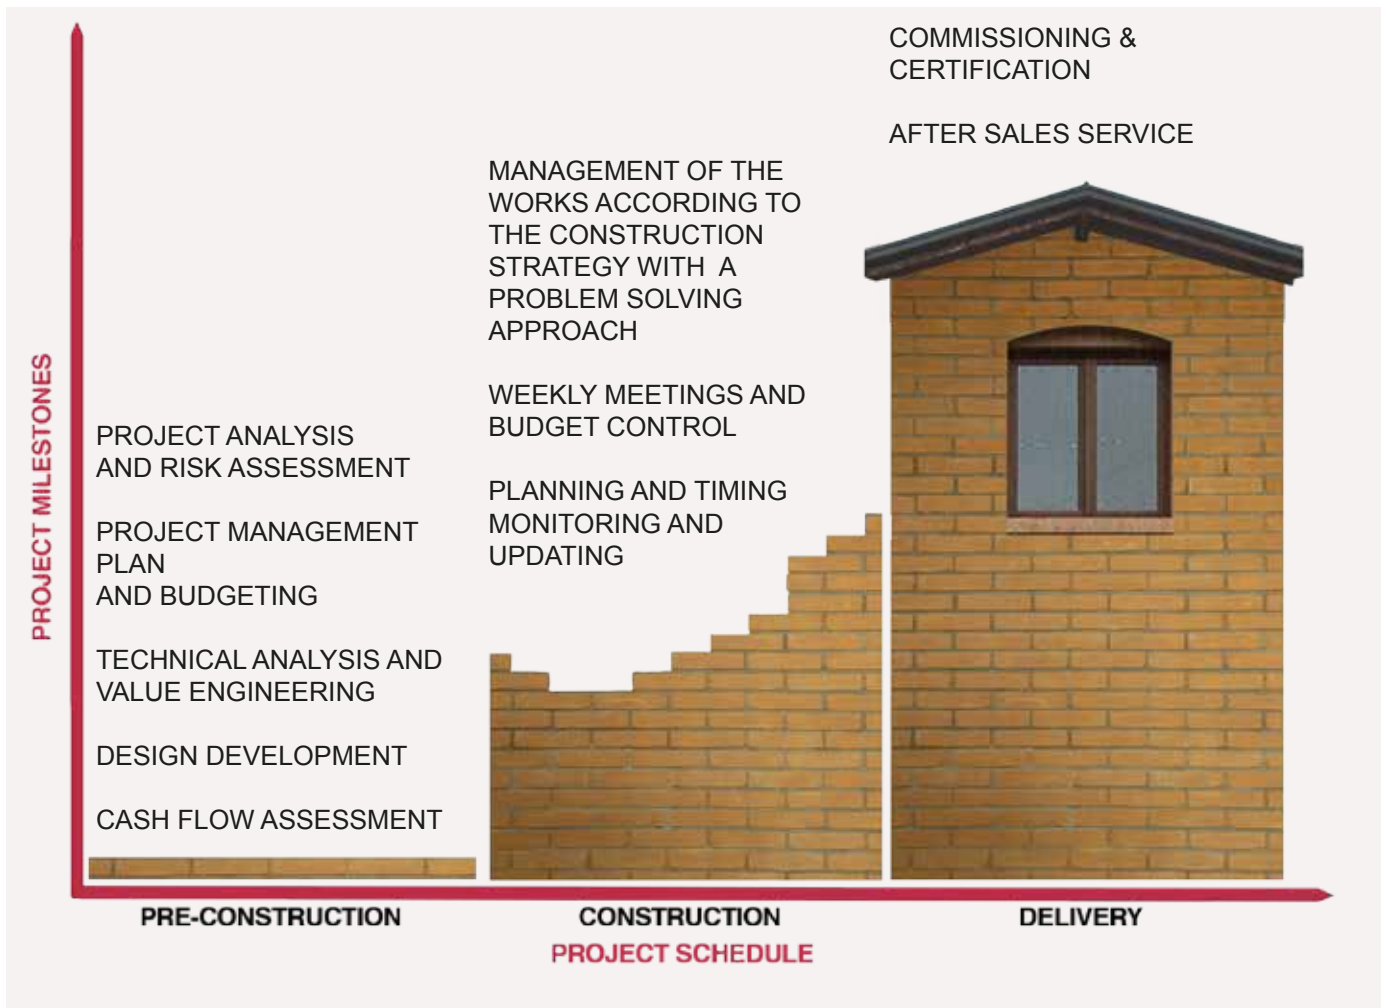 COMMISSIONING &
CERTIFICATION
AFTER SALES SERVICE
MANAGEMENT OF THE
WORKS ACCORDING TO
THE CONSTRUCTION
STRATEGY WITH A
PROBLEM SOLVING
APPROACH
WEEKLY MEETINGS AND
BUDGET CONTROL
PLANNING AND TIMING
MONITORING AND
UPDATING
PROJECT ANALYSIS
AND RISK ASSESSMENT
PROJECT MANAGEMENT
PLAN
AND BUDGETING
TECHNICAL ANALYSIS AND
VALUE ENGINEERING
DESIGN DEVELOPMENT
CASH FLOW ASSESSMENT
PROJECT MILESTONES
PRE-CONSTRUCTION
CONSTRUCTION
DELIVERY
PROJECT SCHEDULE